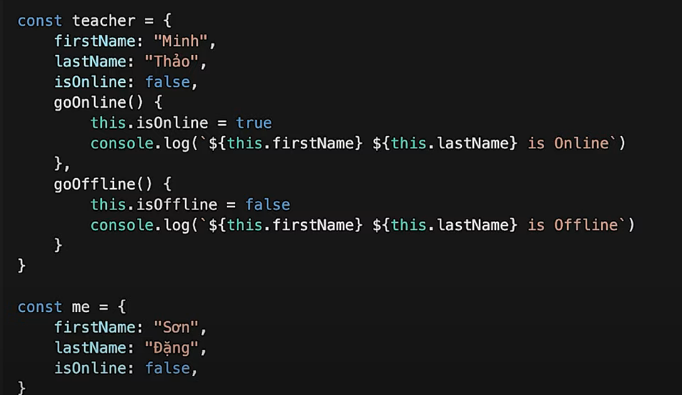 const teacher = {
    firstName: "Minh",
    lastName: "Thảo",
    isOnline: false,
    goOnline() {
        this.isOnline = true
        console.log(`${this.firstName} ${this.lastName} is Online`)
    },
    goOffline() {
        this.isOffline = false
        console.log(`${this.firstName} ${this.lastName} is Offline`)
    }
}

const me = {
    firstName: "Sơn",
    lastName: "Đặng",
    isOnline: false,
}